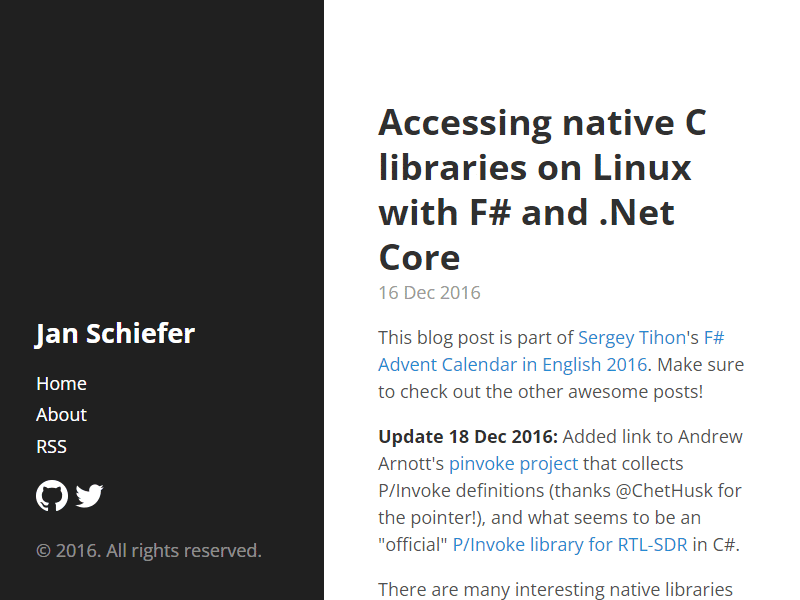 Jan Schiefer
Home
About
RSS
© 2016. All rights reserved.
Accessing native C
libraries on Linux
with F# and .Net
Core
16 Dec 2016
This blog post is part of Sergey Tihon's F#
Advent Calendar in English 2016. Make sure
to check out the other awesome posts!
Update 18 Dec 2016: Added link to Andrew
Arnott's pinvoke project that collects
P/Invoke definitions (thanks @ChetHusk for
the pointer!), and what seems to be an
"official" P/Invoke library for RTL-SDR in C#.
There are many interesting native libraries